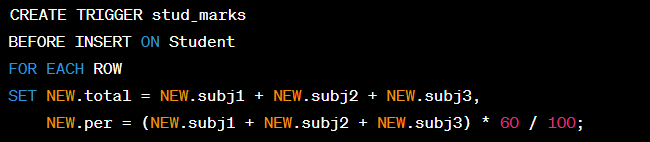 CREATE TRIGGER stud_marks
BEFORE INSERT ON Student
FOR EACH ROW
SET NEW.total = NEW.subj1 + NEW.subj2 + NEW.subj3,
    NEW.per = (NEW.subj1 + NEW.subj2 + NEW.subj3) * 60 / 100;